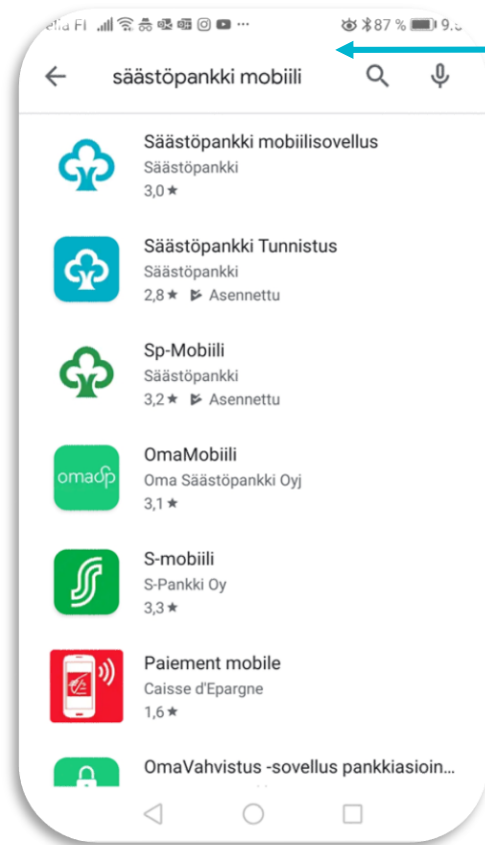 FI 87 %
säästöpankki mobiili
Säästöpankki mobiilisovellus
Säästöpankki
3,0 ★
Säästöpankki Tunnistus
Säästöpankki
2,8 ★ Asennettu
Sp-Mobiili
Säästöpankki
3,2 ★ Asennettu
omasp
OmaMobiili
Oma Säästöpankki Oyj
3,1 ★
S-mobiili
S-Pankki Oy
3,3 ★
Paiement mobile
Caisse d'Epargne
1,6 ★
OmaVahvistus -sovellus pankkiasioin...